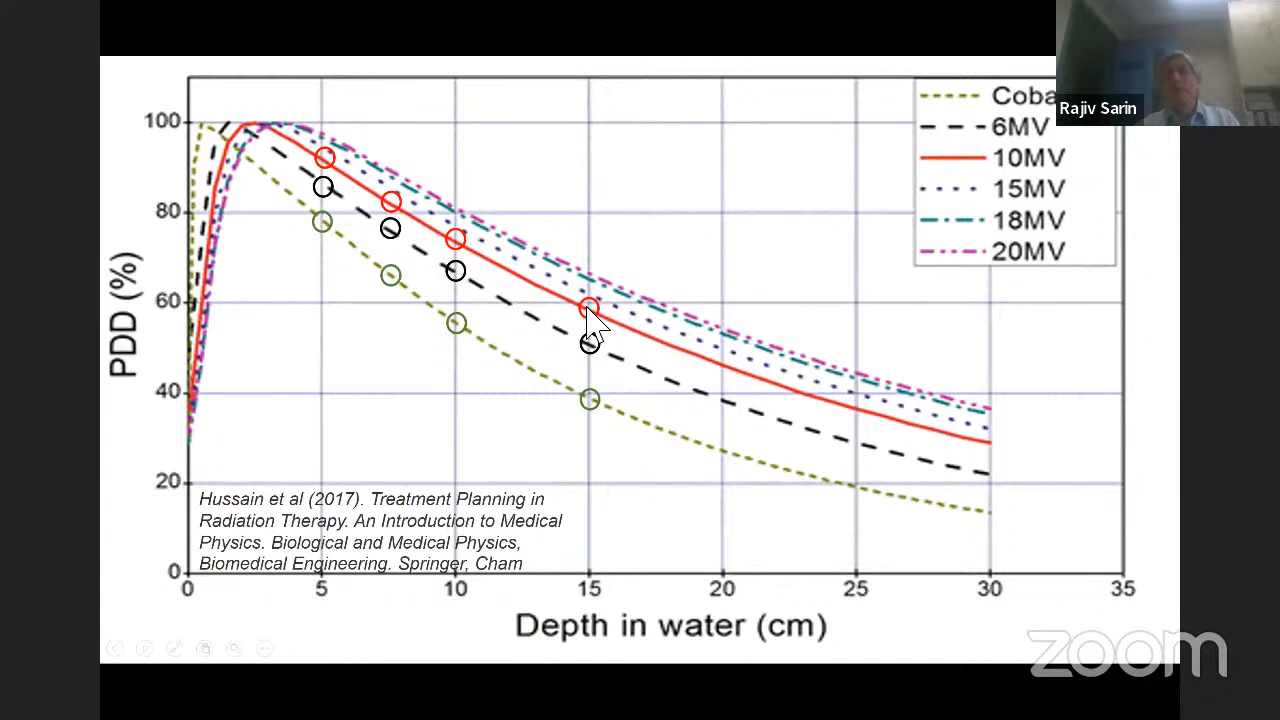 Rajiv Sarin
6MV
10MV
15MV
18MV
20MV
PDD (%)
100
80
60
40
20
0
Hussain et al (2017). Treatment Planning in
Radiation Therapy. An Introduction to Medical
Physics. Biological and Medical Physics,
Biomedical Engineering. Springer, Cham
0 5 10 15 20 25 30 35
Depth in water (cm)
zoom